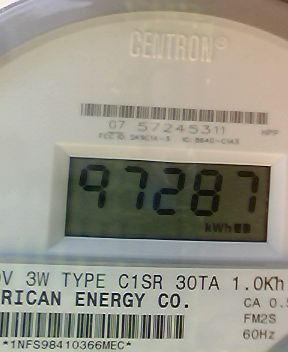 CENTRON®
07 57245311
HPP
97287
kWh
V 3W TYPE C1SR 30TA 1.0Kh
RICAN ENERGY CO.
CA 0.5
FM2S
60Hz
*1NFS98410366MEC*